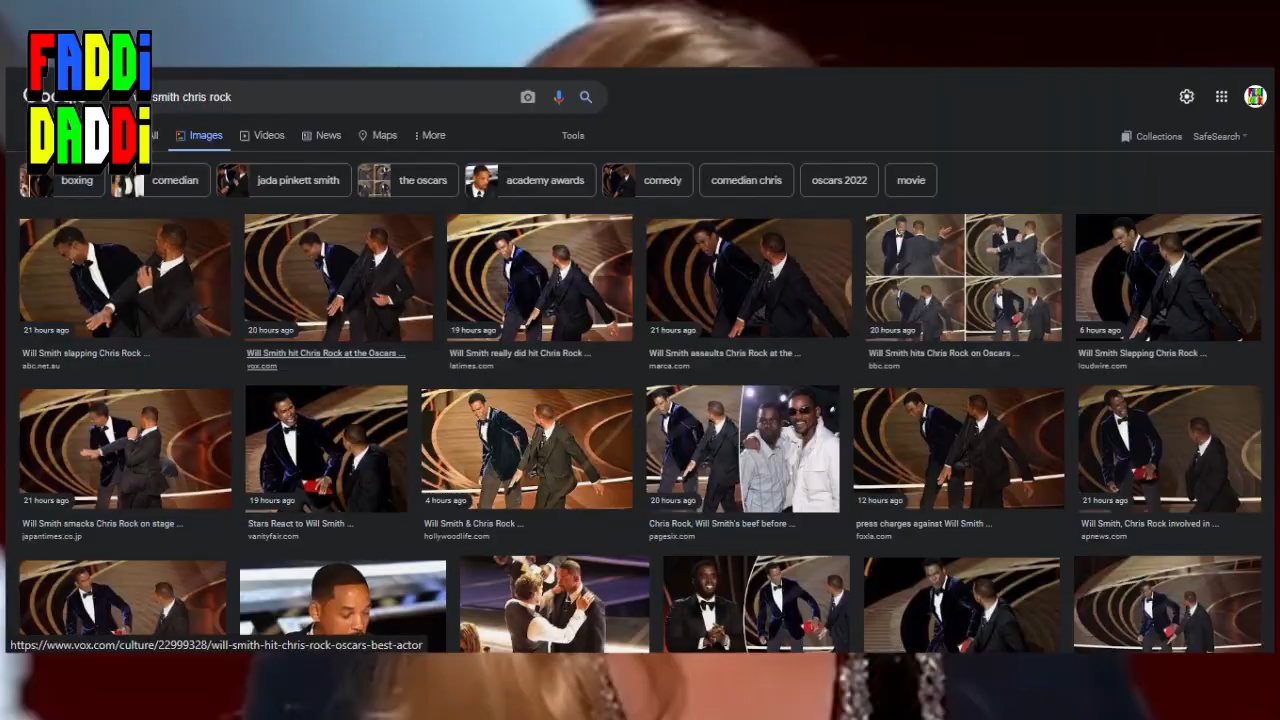 FADDi
DADDi
smith chris rock
Images
Videos
News
Maps
More
Tools
Collections
SafeSearch
boxing
comedian
jada pinkett smith
the oscars
academy awards
comedy
comedian chris
oscars 2022
movie
21 hours ago
20 hours ago
19 hours ago
21 hours ago
20 hours ago
6 hours ago
Will Smith slapping Chris Rock ...
Will Smith hit Chris Rock at the Oscars ...
Will Smith really did hit Chris Rock ...
Will Smith assaults Chris Rock at the ...
Will Smith hits Chris Rock on Oscars ...
Will Smith Slapping Chris Rock ...
abc.net.au
vox.com
latimes.com
marca.com
bbc.com
loudwire.com
21 hours ago
19 hours ago
4 hours ago
20 hours ago
12 hours ago
21 hours ago
Will Smith smacks Chris Rock on stage ...
Stars React to Will Smith ...
Will Smith & Chris Rock ...
Chris Rock, Will Smith's beef before ...
press charges against Will Smith ...
Will Smith, Chris Rock involved in ...
japantimes.co.jp
vanityfair.com
hollywoodlife.com
pagesix.com
foxla.com
apnews.com
https://www.vox.com/culture/22999328/will-smith-hit-chris-rock-oscars-best-actor